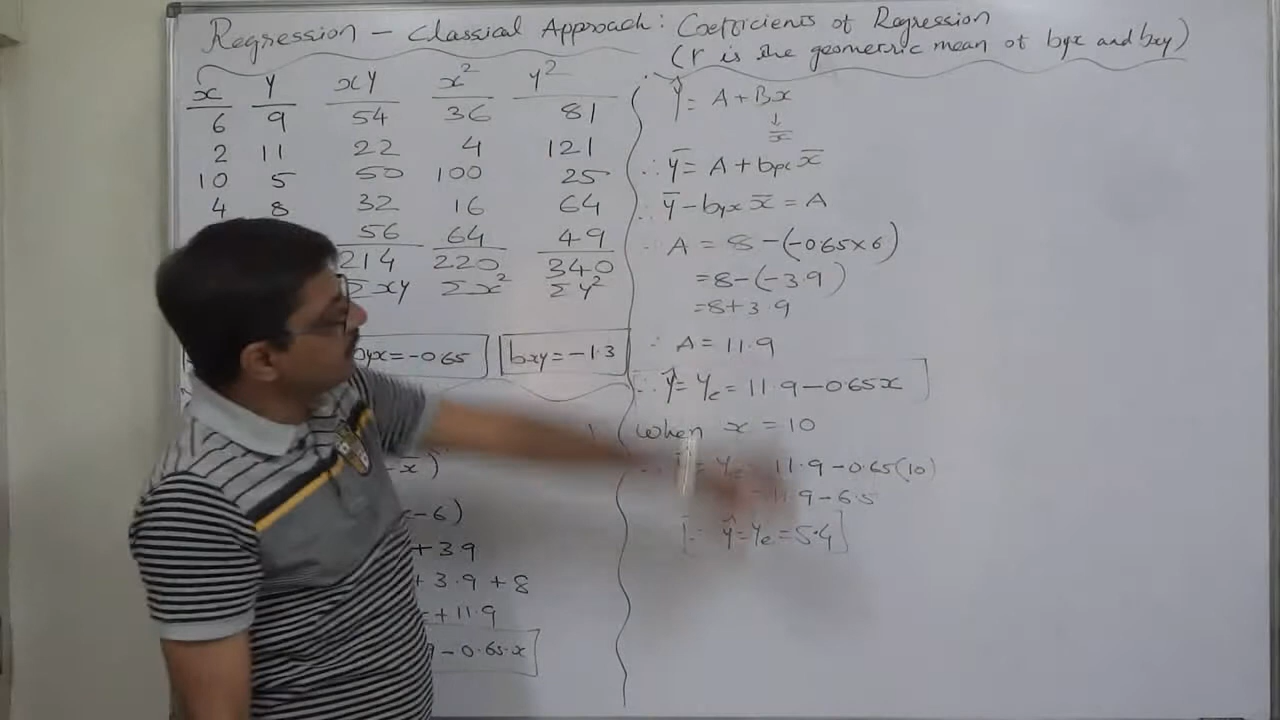 Regression – Classical Approach: Coefficients of Regression
(r is the geometric mean of byx and bxy)
x y xy x² y²
6 9 54 36 81
2 11 22 4 121
10 5 50 100 25
4 8 32 16 64
56 64 49
214 220 340
Σxy Σx² Σy²
byx = -0.65 bxy = -1.3
x̄)
-6)
+ 3.9
+ 3.9 + 8
+ 11.9
- 0.65x
Ŷ = A + Bx
↓
x̄
∴ ȳ = A + byx x̄
∴ ȳ - byx x̄ = A
∴ A = 8 - (-0.65×6)
= 8 - (-3.9)
= 8 + 3.9
∴ A = 11.9
∴ ŷ = yc = 11.9 - 0.65x
when x = 10
11.9 - 0.65(10)
11.9 - 6.5
∴ ŷ = yc = 5.4